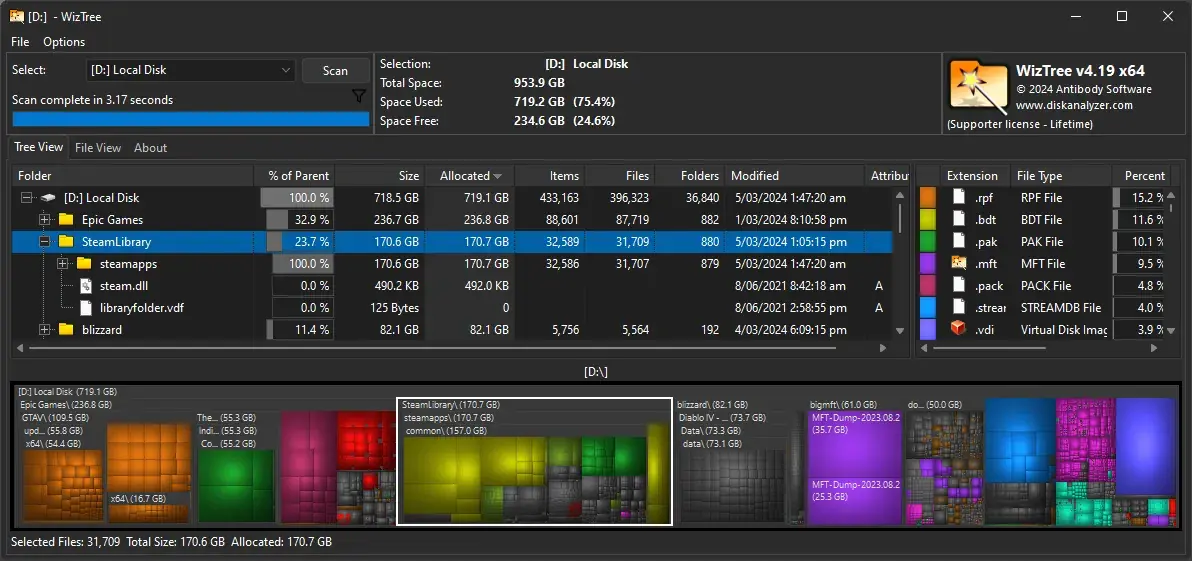 [D:] - WizTree
File Options
Select: [D:] Local Disk Scan
Scan complete in 3.17 seconds
Selection: [D:] Local Disk
Total Space: 953.9 GB
Space Used: 719.2 GB (75.4%)
Space Free: 234.6 GB (24.6%)
WizTree v4.19 x64
© 2024 Antibody Software
www.diskanalyzer.com
(Supporter license - Lifetime)
Tree View File View About
Folder % of Parent Size Allocated Items Files Folders Modified Attribu
[D:] Local Disk 100.0 % 718.5 GB 719.1 GB 433,163 396,323 36,840 5/03/2024 1:47:20 am
Epic Games 32.9 % 236.7 GB 236.8 GB 88,601 87,719 882 1/03/2024 8:10:58 pm
SteamLibrary 23.7 % 170.6 GB 170.7 GB 32,589 31,709 880 5/03/2024 1:05:15 pm
steamapps 100.0 % 170.6 GB 170.7 GB 32,586 31,707 879 5/03/2024 1:47:20 am
steam.dll 0.0 % 490.2 KB 492.0 KB 8/06/2021 8:42:18 am A
libraryfolder.vdf 0.0 % 125 Bytes 0 8/06/2021 2:58:55 pm A
blizzard 11.4 % 82.1 GB 82.1 GB 5,756 5,564 192 4/03/2024 6:09:15 pm
Extension File Type Percent
.rpf RPF File 15.2 %
.bdt BDT File 11.6 %
.pak PAK File 10.1 %
.mft MFT File 9.5 %
.pack PACK File 4.8 %
.strear STREAMDB File 4.0 %
.vdi Virtual Disk Imag 3.9 %
[D:\]
[D:] Local Disk (719.1 GB)
Epic Games\ (236.8 GB)
GTAV\ (109.5 GB)
upd... (55.8 GB)
x64\ (54.4 GB)
x64\ (16.7 GB)
The... (55.3 GB)
Indi... (55.3 GB)
Co... (55.2 GB)
SteamLibrary\ (170.7 GB)
steamapps\ (170.7 GB)
common\ (157.0 GB)
blizzard\ (82.1 GB)
Diablo IV - ... (73.7 GB)
Data\ (73.3 GB)
data\ (73.1 GB)
bigmft\ (61.0 GB)
MFT-Dump-2023.08.2
(35.7 GB)
MFT-Dump-2023.08.2
(25.3 GB)
do... (50.0 GB)
Selected Files: 31,709 Total Size: 170.6 GB Allocated: 170.7 GB